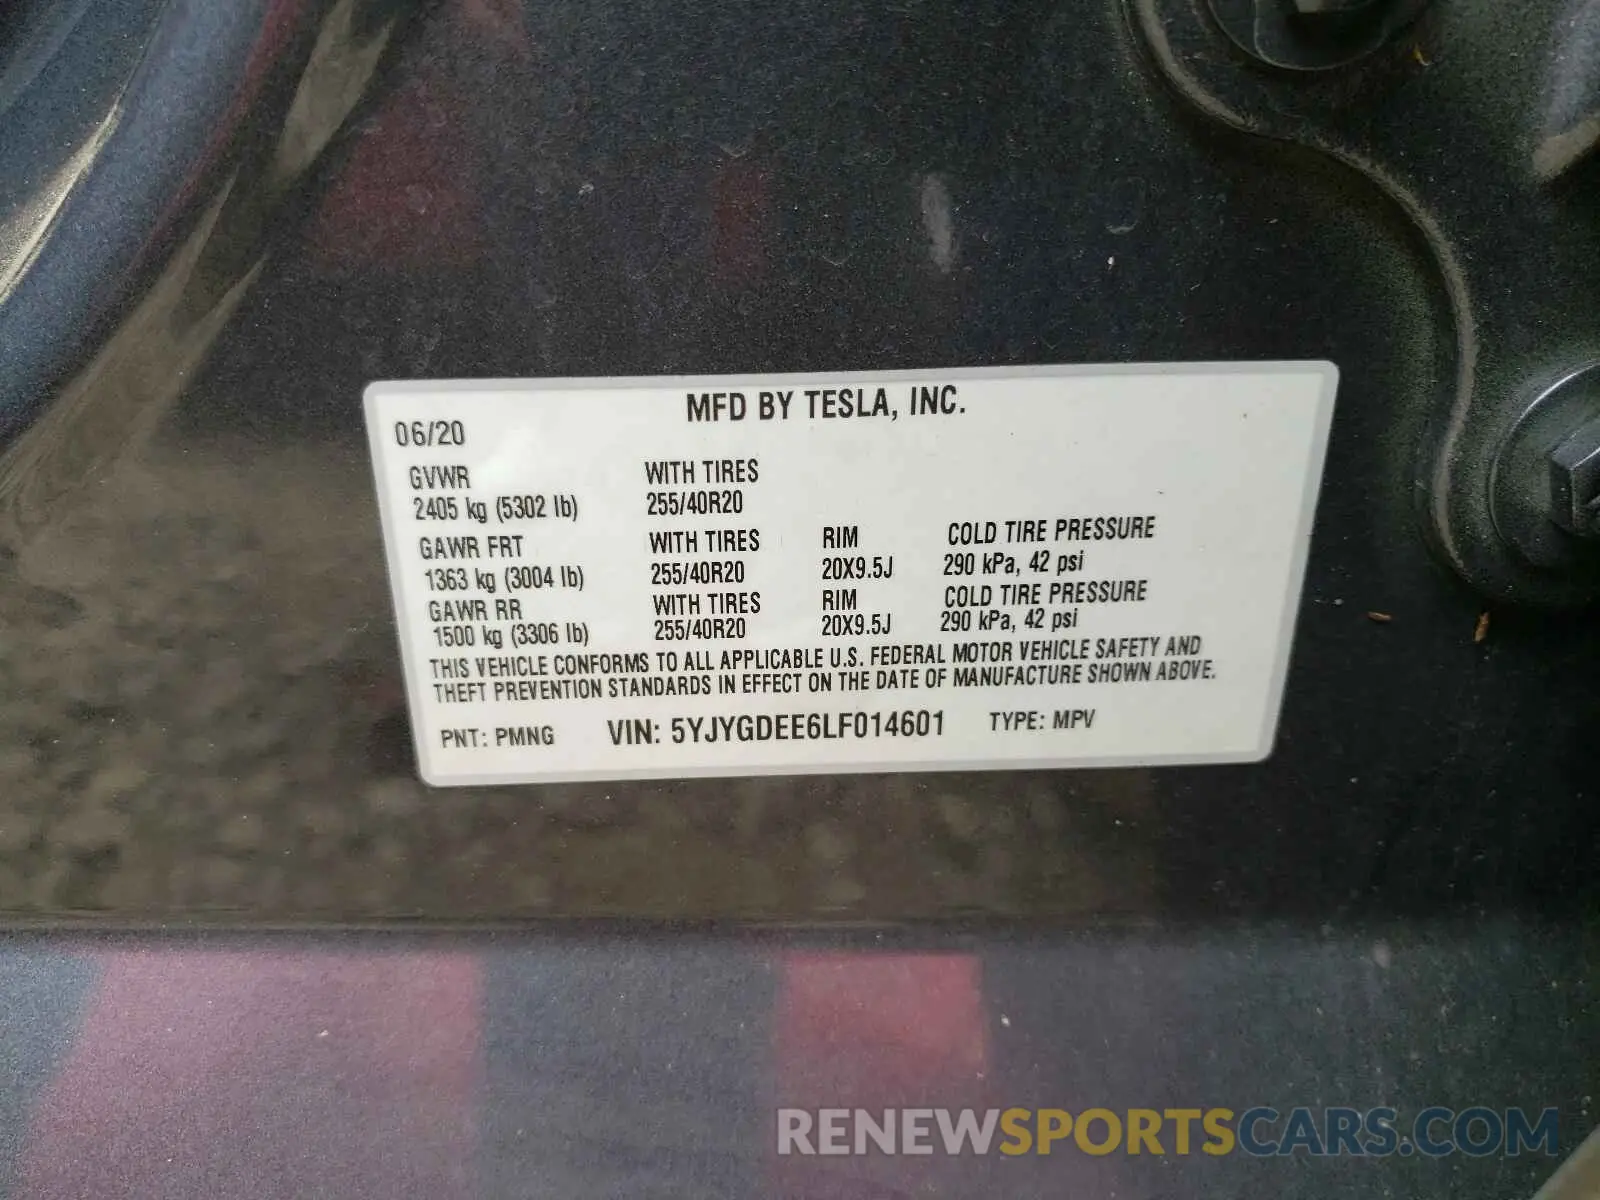 MFD BY TESLA, INC.
06/20
GVWR WITH TIRES
2405 kg (5302 lb) 255/40R20
GAWR FRT WITH TIRES RIM COLD TIRE PRESSURE
1363 kg (3004 lb) 255/40R20 20X9.5J 290 kPa, 42 psi
GAWR RR WITH TIRES RIM COLD TIRE PRESSURE
1500 kg (3306 lb) 255/40R20 20X9.5J 290 kPa, 42 psi
THIS VEHICLE CONFORMS TO ALL APPLICABLE U.S. FEDERAL MOTOR VEHICLE SAFETY AND
THEFT PREVENTION STANDARDS IN EFFECT ON THE DATE OF MANUFACTURE SHOWN ABOVE.
PNT: PMNG VIN: 5YJYGDEE6LF014601 TYPE: MPV
RENEWSPORTSCARS.COM